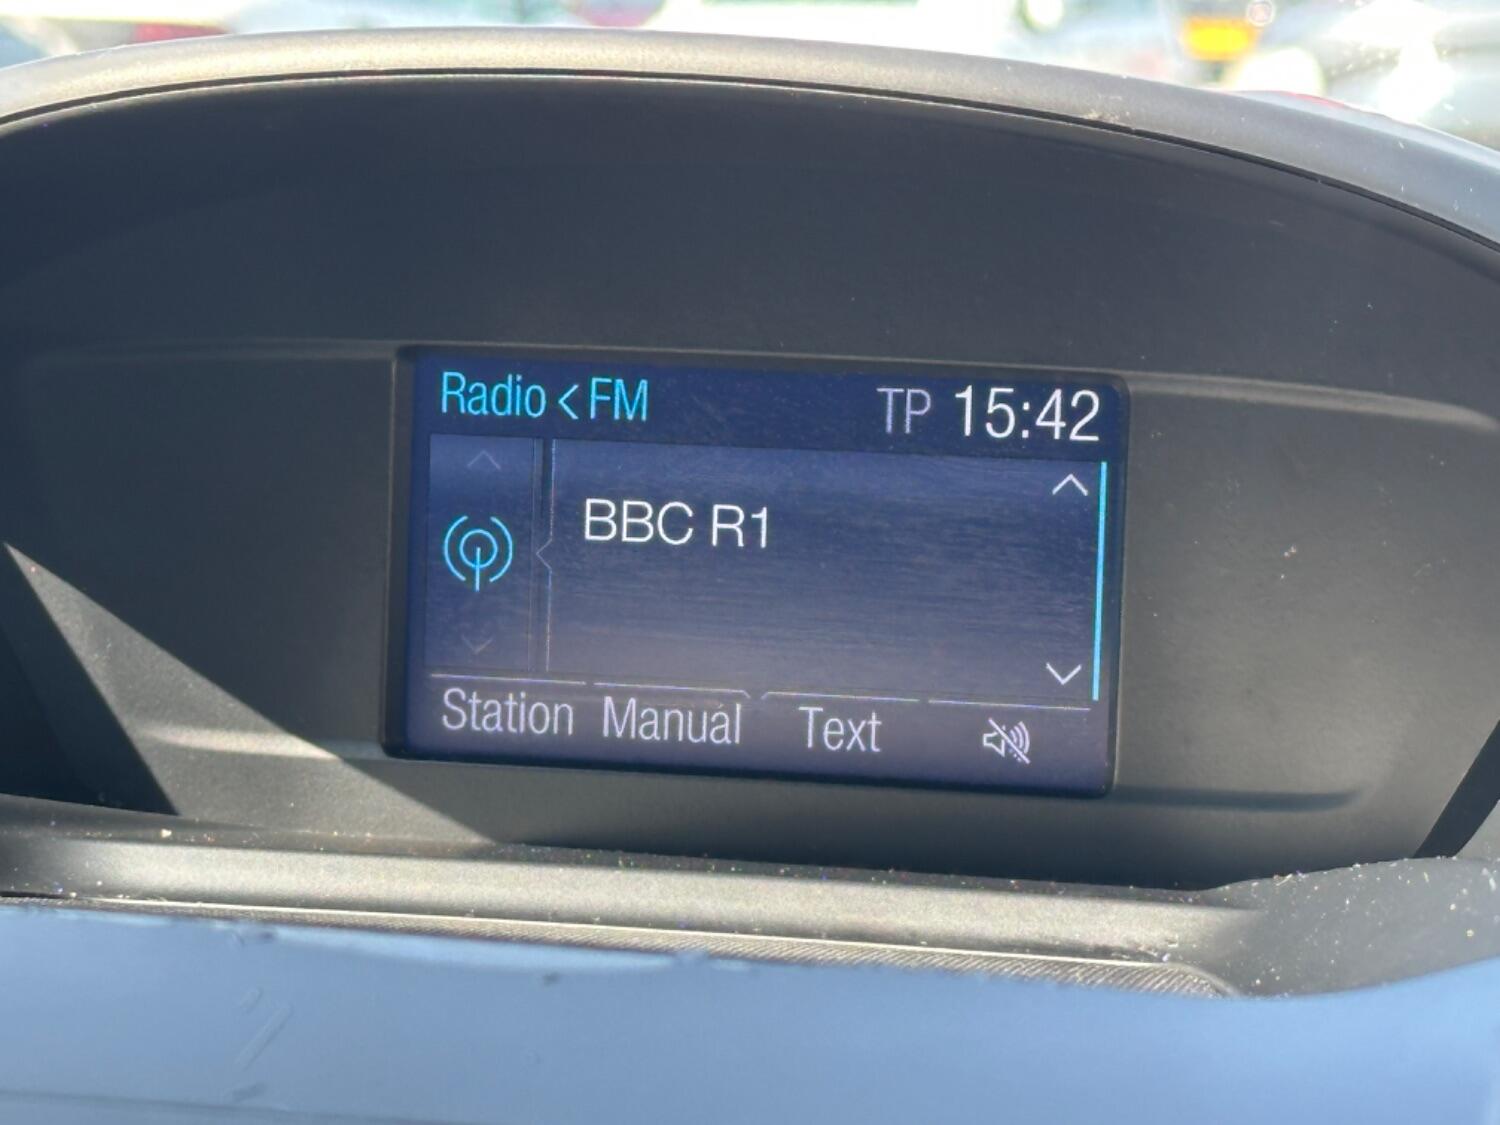 Radio < FM TP 15:42
BBC R1
Station Manual Text